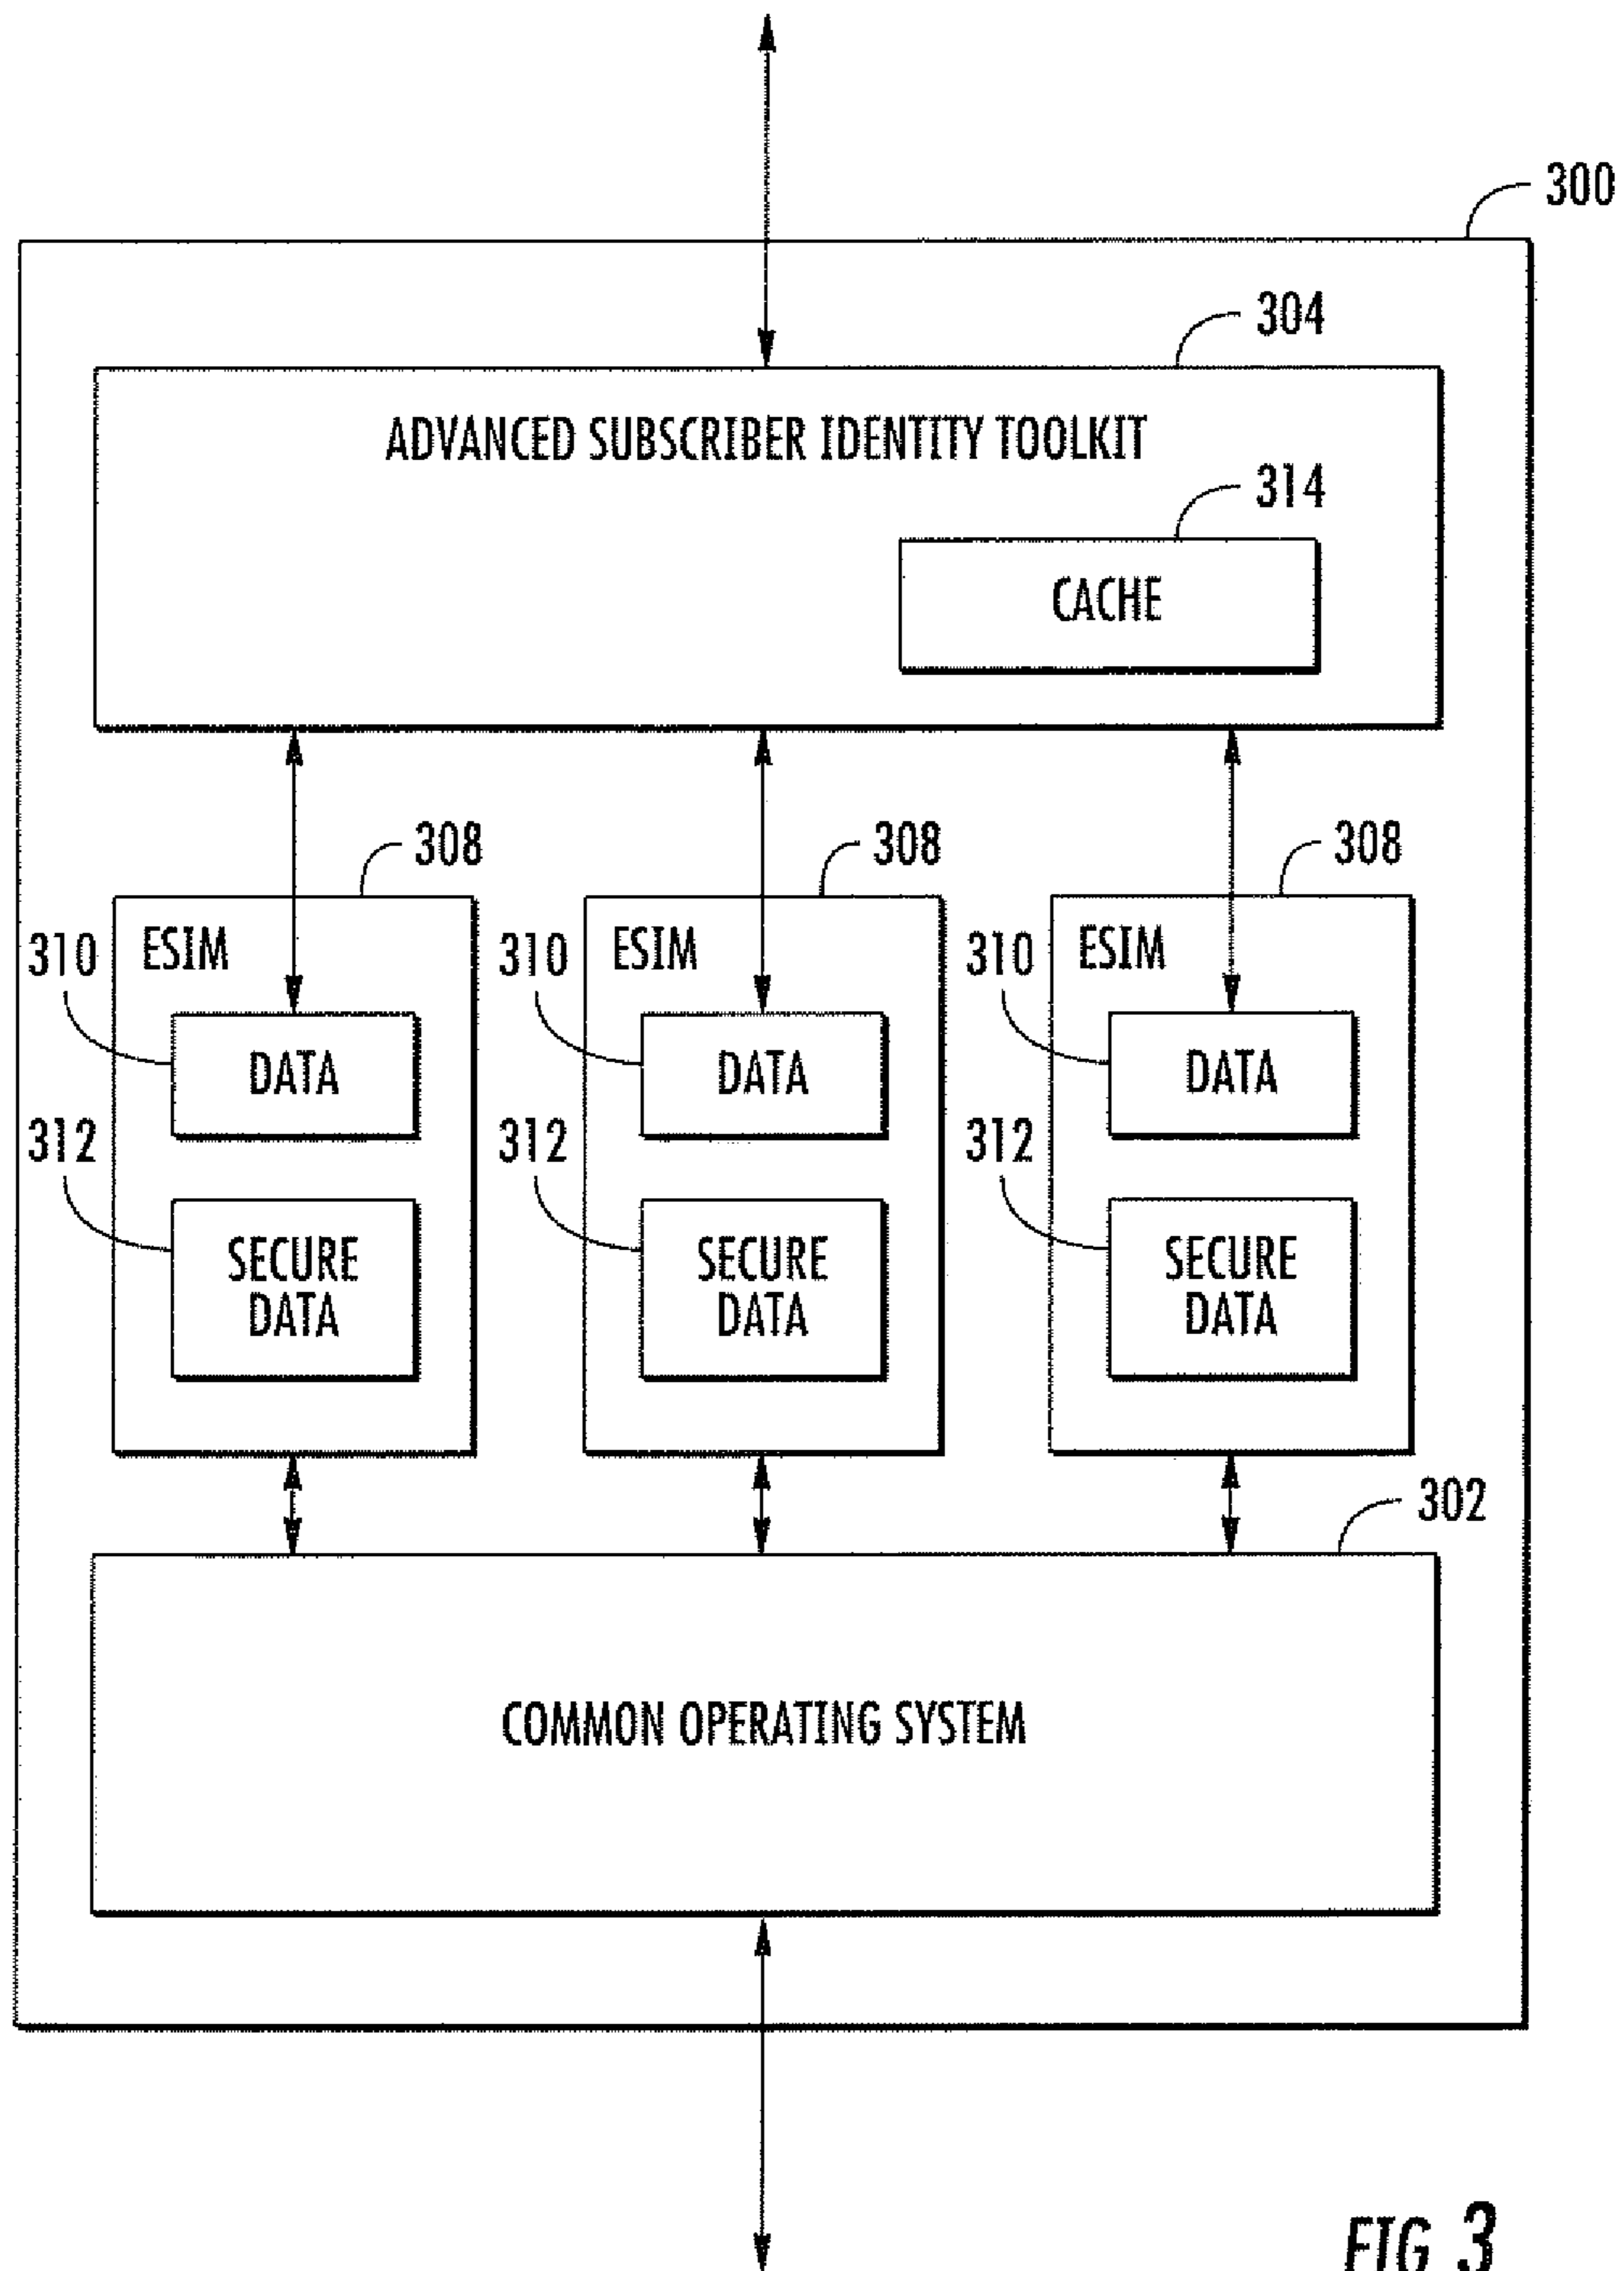 300
304
ADVANCED SUBSCRIBER IDENTITY TOOLKIT
314
CACHE
308
308
308
ESIM
ESIM
ESIM
310
310
310
DATA
DATA
DATA
312
312
312
SECURE
DATA
SECURE
DATA
SECURE
DATA
302
COMMON OPERATING SYSTEM
FIG 3